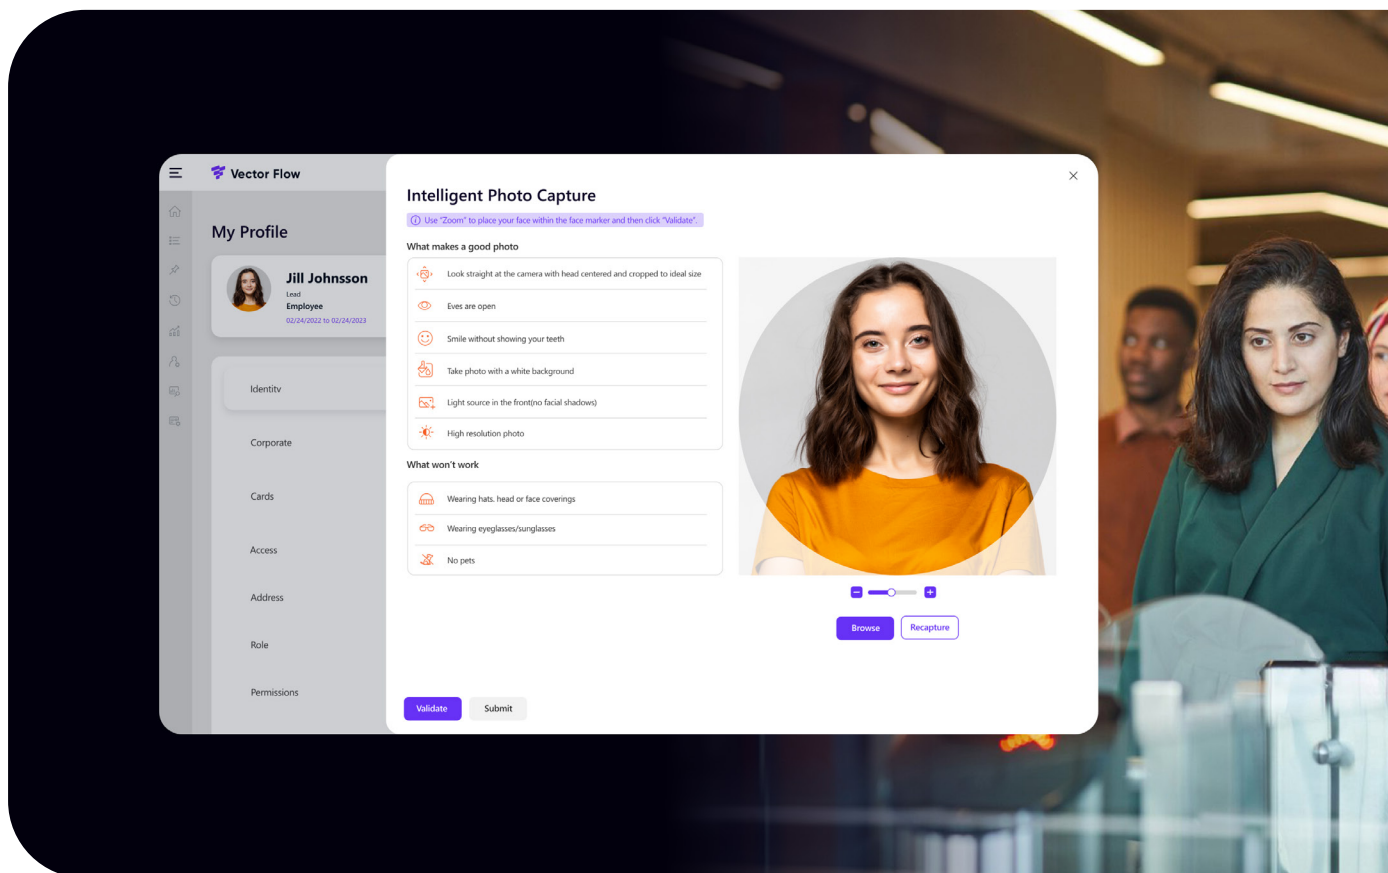 Vector Flow
My Profile
Jill Johnsson
Lead
Employee
02/24/2022 to 02/24/2023
Identity
Corporate
Cards
Access
Address
Role
Permissions
Intelligent Photo Capture
Use "Zoom" to place your face within the face marker and then click "Validate".
What makes a good photo
Look straight at the camera with head centered and cropped to ideal size
Eves are open
Smile without showing your teeth
Take photo with a white background
Light source in the front(no facial shadows)
High resolution photo
What won't work
Wearing hats, head or face coverings
Wearing eyeglasses/sunglasses
No pets
Browse
Recapture
Validate
Submit